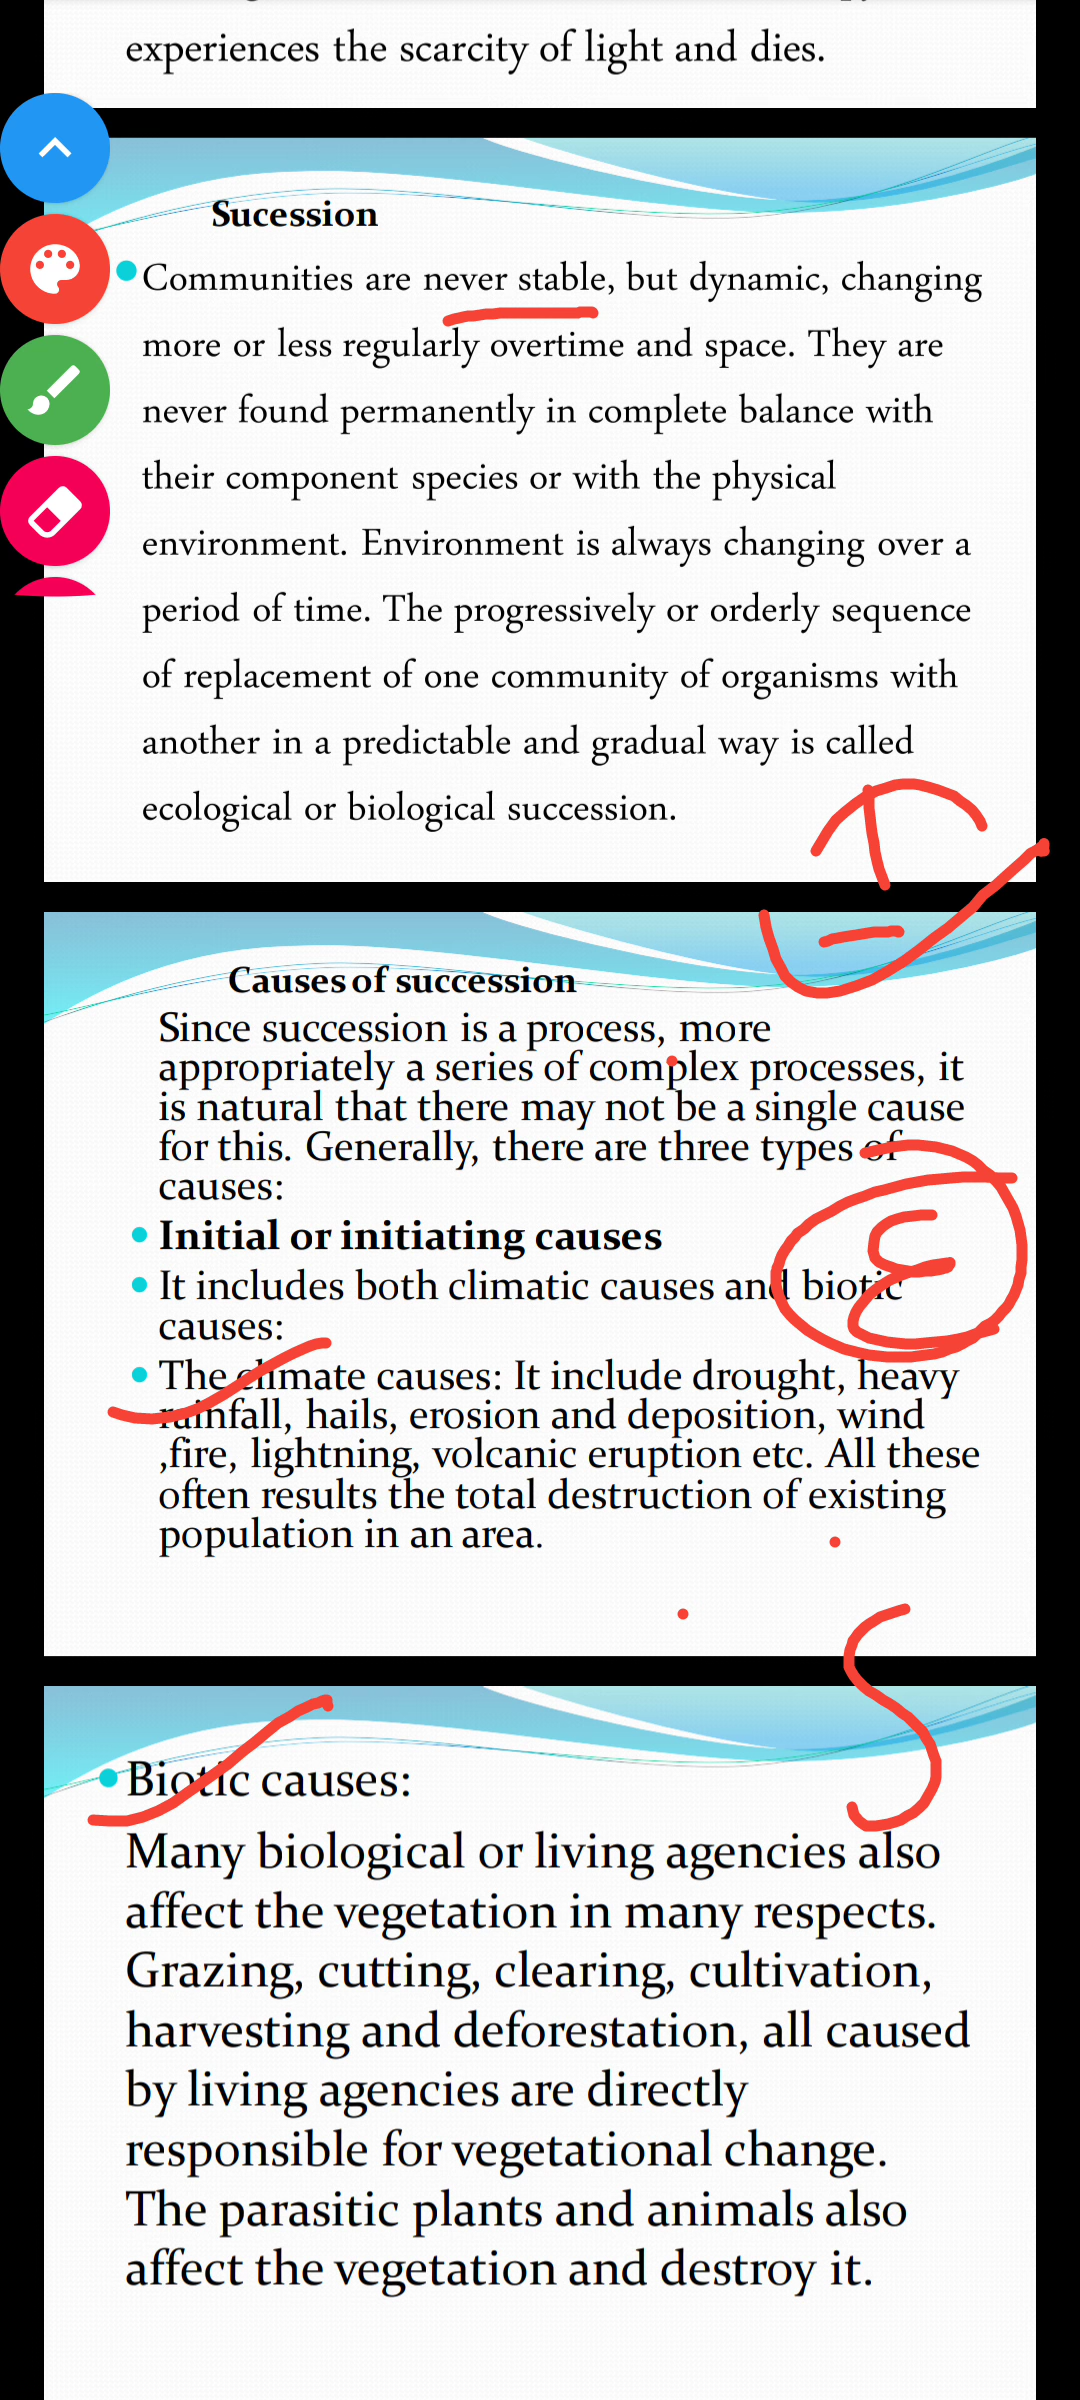 experiences the scarcity of light and dies.
Sucession
Communities are never stable, but dynamic, changing
more or less regularly overtime and space. They are
never found permanently in complete balance with
their component species or with the physical
environment. Environment is always changing over a
period of time. The progressively or orderly sequence
of replacement of one community of organisms with
another in a predictable and gradual way is called
ecological or biological succession.
Causes of succession
Since succession is a process, more
appropriately a series of complex processes, it
is natural that there may not be a single cause
for this. Generally, there are three types of
causes:
Initial or initiating causes
It includes both climatic causes and biotic
causes:
The climate causes: It include drought, heavy
rainfall, hails, erosion and deposition, wind
,fire, lightning, volcanic eruption etc. All these
often results the total destruction of existing
population in an area.
Biotic causes:
Many biological or living agencies also
affect the vegetation in many respects.
Grazing, cutting, clearing, cultivation,
harvesting and deforestation, all caused
by living agencies are directly
responsible for vegetational change.
The parasitic plants and animals also
affect the vegetation and destroy it.